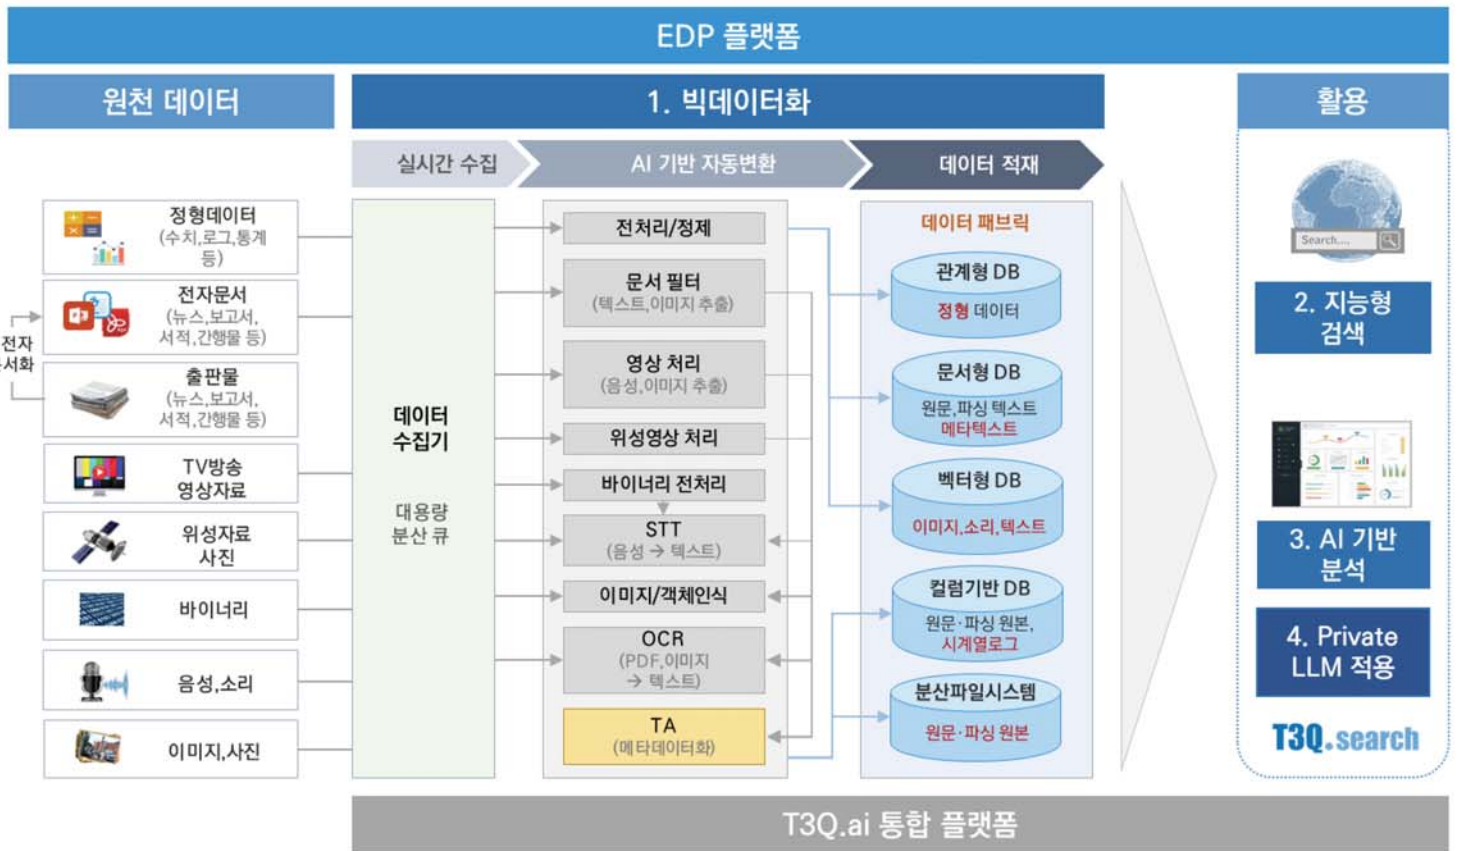 EDP 플랫폼
원천 데이터
1. 빅데이터화
활용
실시간 수집
AI 기반 자동변환
데이터 적재
정형데이터
(수치,로그,통계
등)
전자문서
(뉴스,보고서,
서적,간행물 등)
전자
문서화
출판물
(뉴스,보고서,
서적,간행물 등)
TV방송
영상자료
위성자료
사진
바이너리
음성,소리
이미지,사진
데이터
수집기
대용량
분산 큐
전처리/정제
문서 필터
(텍스트,이미지 추출)
영상 처리
(음성,이미지 추출)
위성영상 처리
바이너리 전처리
STT
(음성 → 텍스트)
이미지/객체인식
OCR
(PDF,이미지
→ 텍스트)
TA
(메타데이터화)
데이터 패브릭
관계형 DB
정형 데이터
문서형 DB
원문,파싱 텍스트
메타텍스트
벡터형 DB
이미지,소리,텍스트
컬럼기반 DB
원문·파싱 원본,
시계열로그
분산파일시스템
원문·파싱 원본
Search....
2. 지능형
검색
3. AI 기반
분석
4. Private
LLM 적용
T3Q.search
T3Q.ai 통합 플랫폼